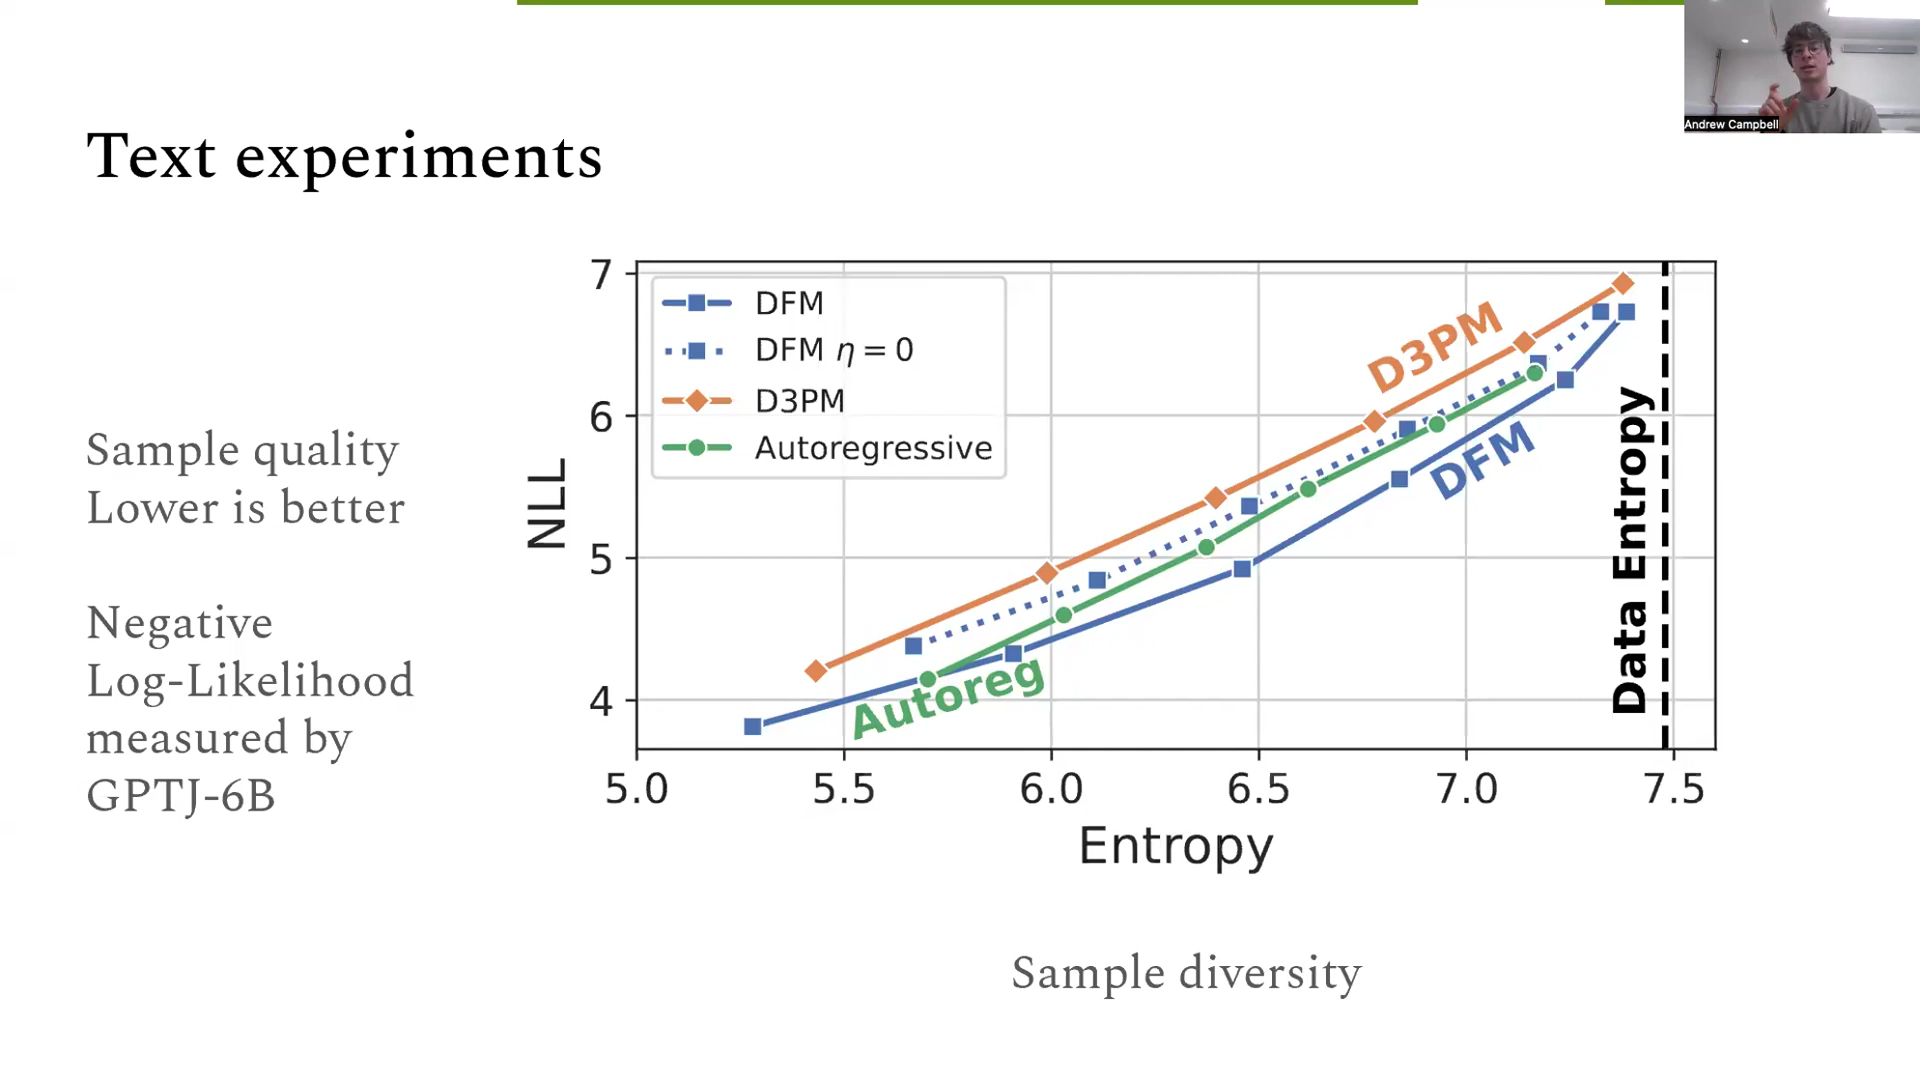 Andrew Campbell
Text experiments
Sample quality
Lower is better
Negative
Log-Likelihood
measured by
GPTJ-6B
NLL
7
6
5
4
DFM
DFM η = 0
D3PM
Autoregressive
D3PM
DFM
Autoreg
Data Entropy
5.0 5.5 6.0 6.5 7.0 7.5
Entropy
Sample diversity